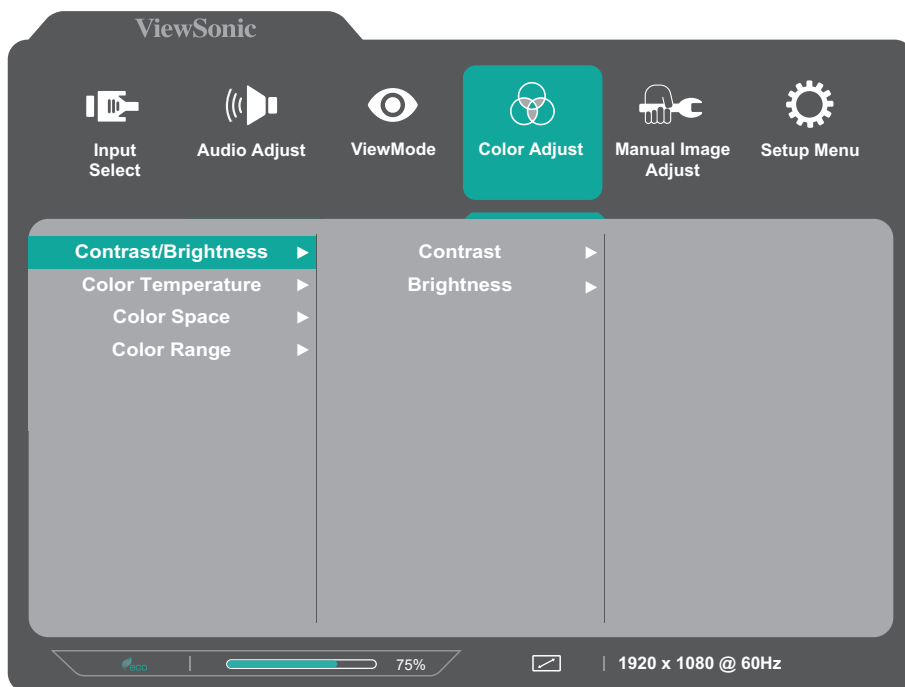 ViewSonic
Input
Select
Audio Adjust
ViewMode
Color Adjust
Manual Image
Adjust
Setup Menu
Contrast/Brightness
Color Temperature
Color Space
Color Range
Contrast
Brightness
eco
75%
1920 x 1080 @ 60Hz